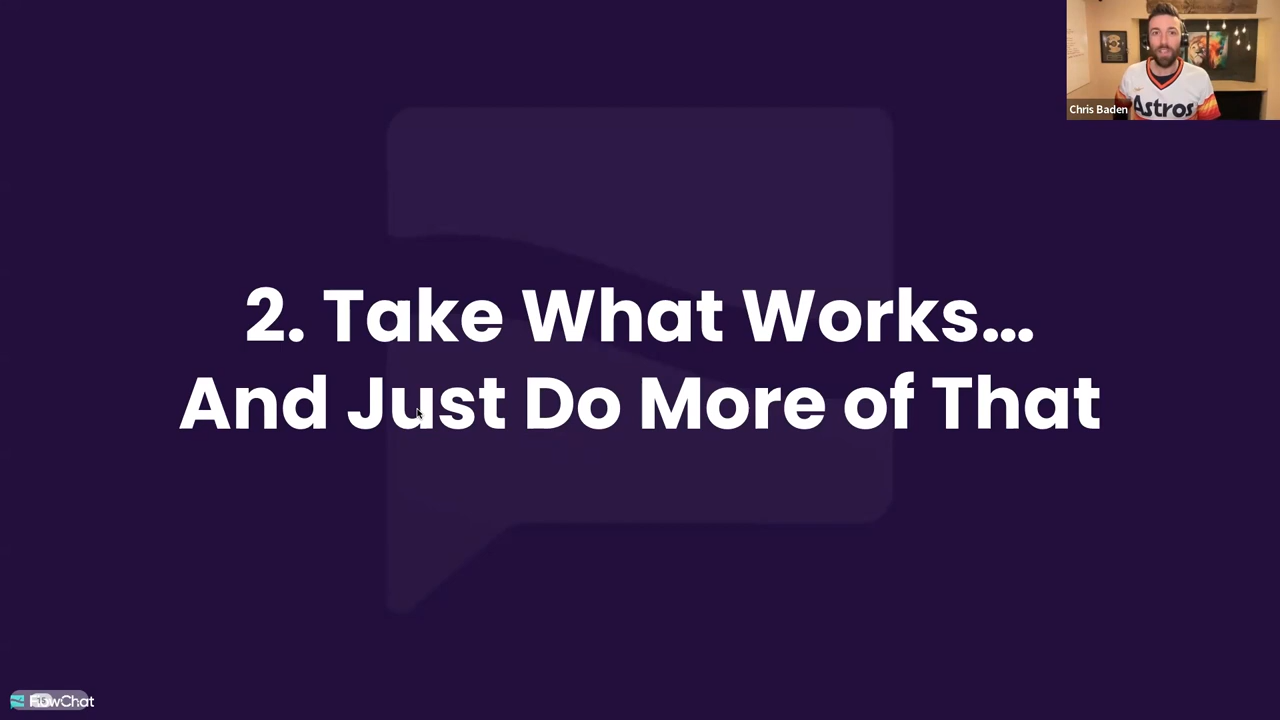 Chris Baden
Astros
2. Take What Works...
And Just Do More of That
FlowChat